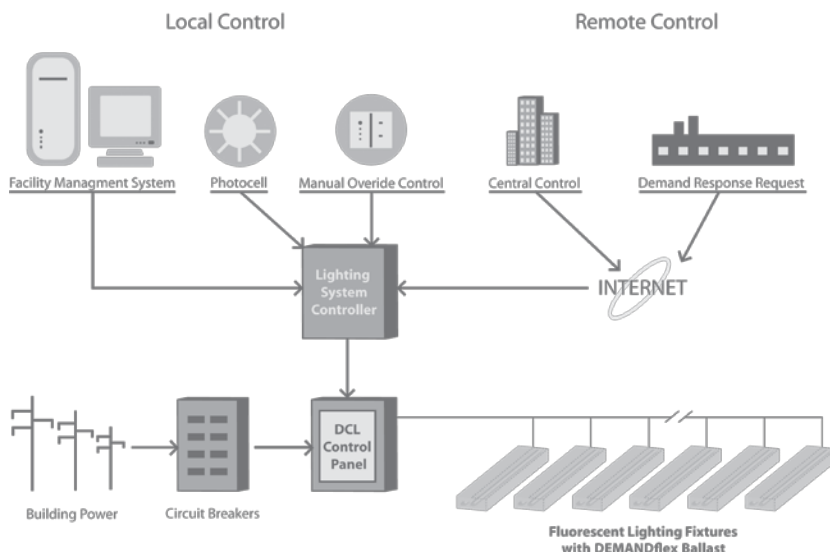 Local Control
Remote Control
Facility Managment System
Photocell
Manual Overide Control
Central Control
Demand Response Request
Lighting
System
Controller
INTERNET
DCL
Control
Panel
Building Power
Circuit Breakers
Fluorescent Lighting Fixtures
with DEMANDflex Ballast